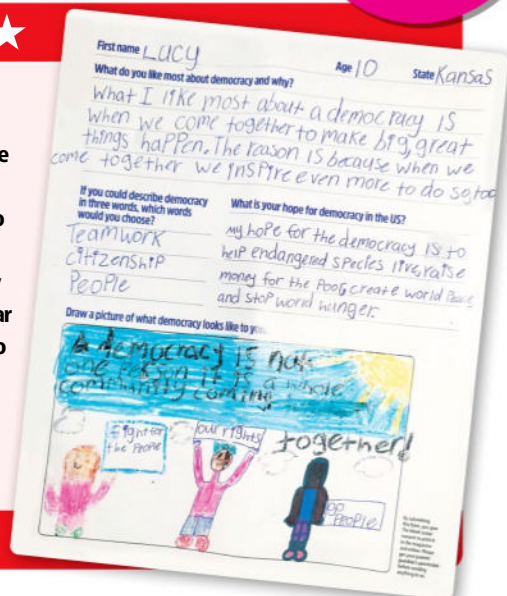 First name LUCY
Age 10
State Kansas
What do you like most about democracy and why?
What I like most about a democracy is
when we come together to make big, great
things happen. The reason is because when we
come together we inspire even more to do so, too
If you could describe democracy
in three words, which words
would you choose?
Teamwork
citizenship
People
What is your hope for democracy in the US?
my hope for the democracy is to
help endangered species live, raise
money for the poor, create world Peace
and stop world hunger.
Draw a picture of what democracy looks like to
A democracy is not
one person it is a whole
community coming
together!
Fight for
the People
our rights
go
People!
By submitting